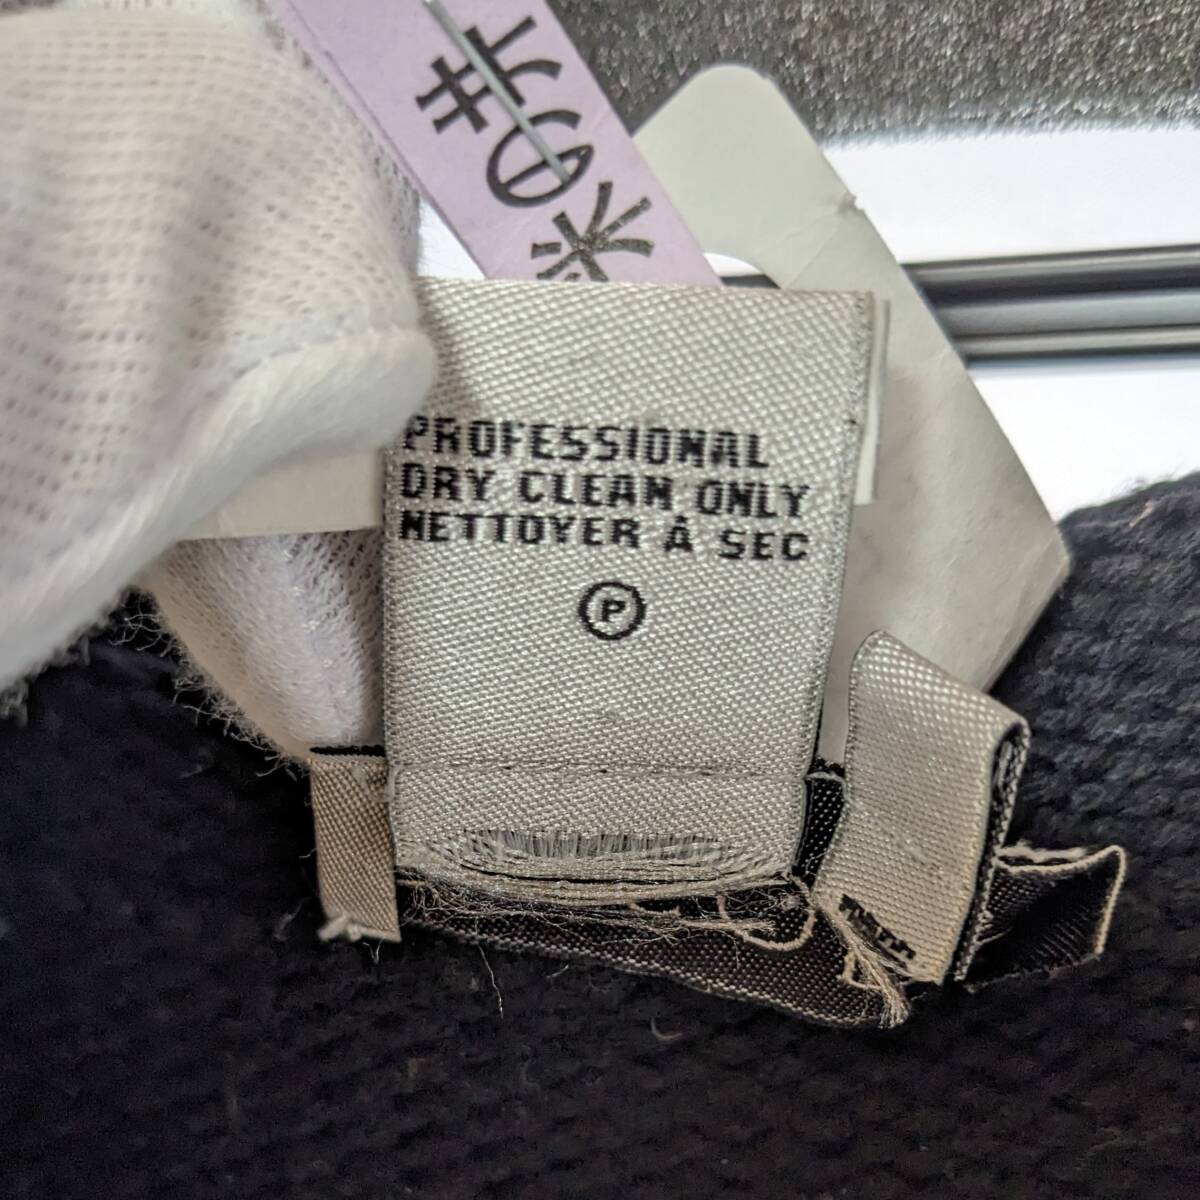 PROFESSIONAL
DRY CLEAN ONLY
NETTOYER À SEC
P